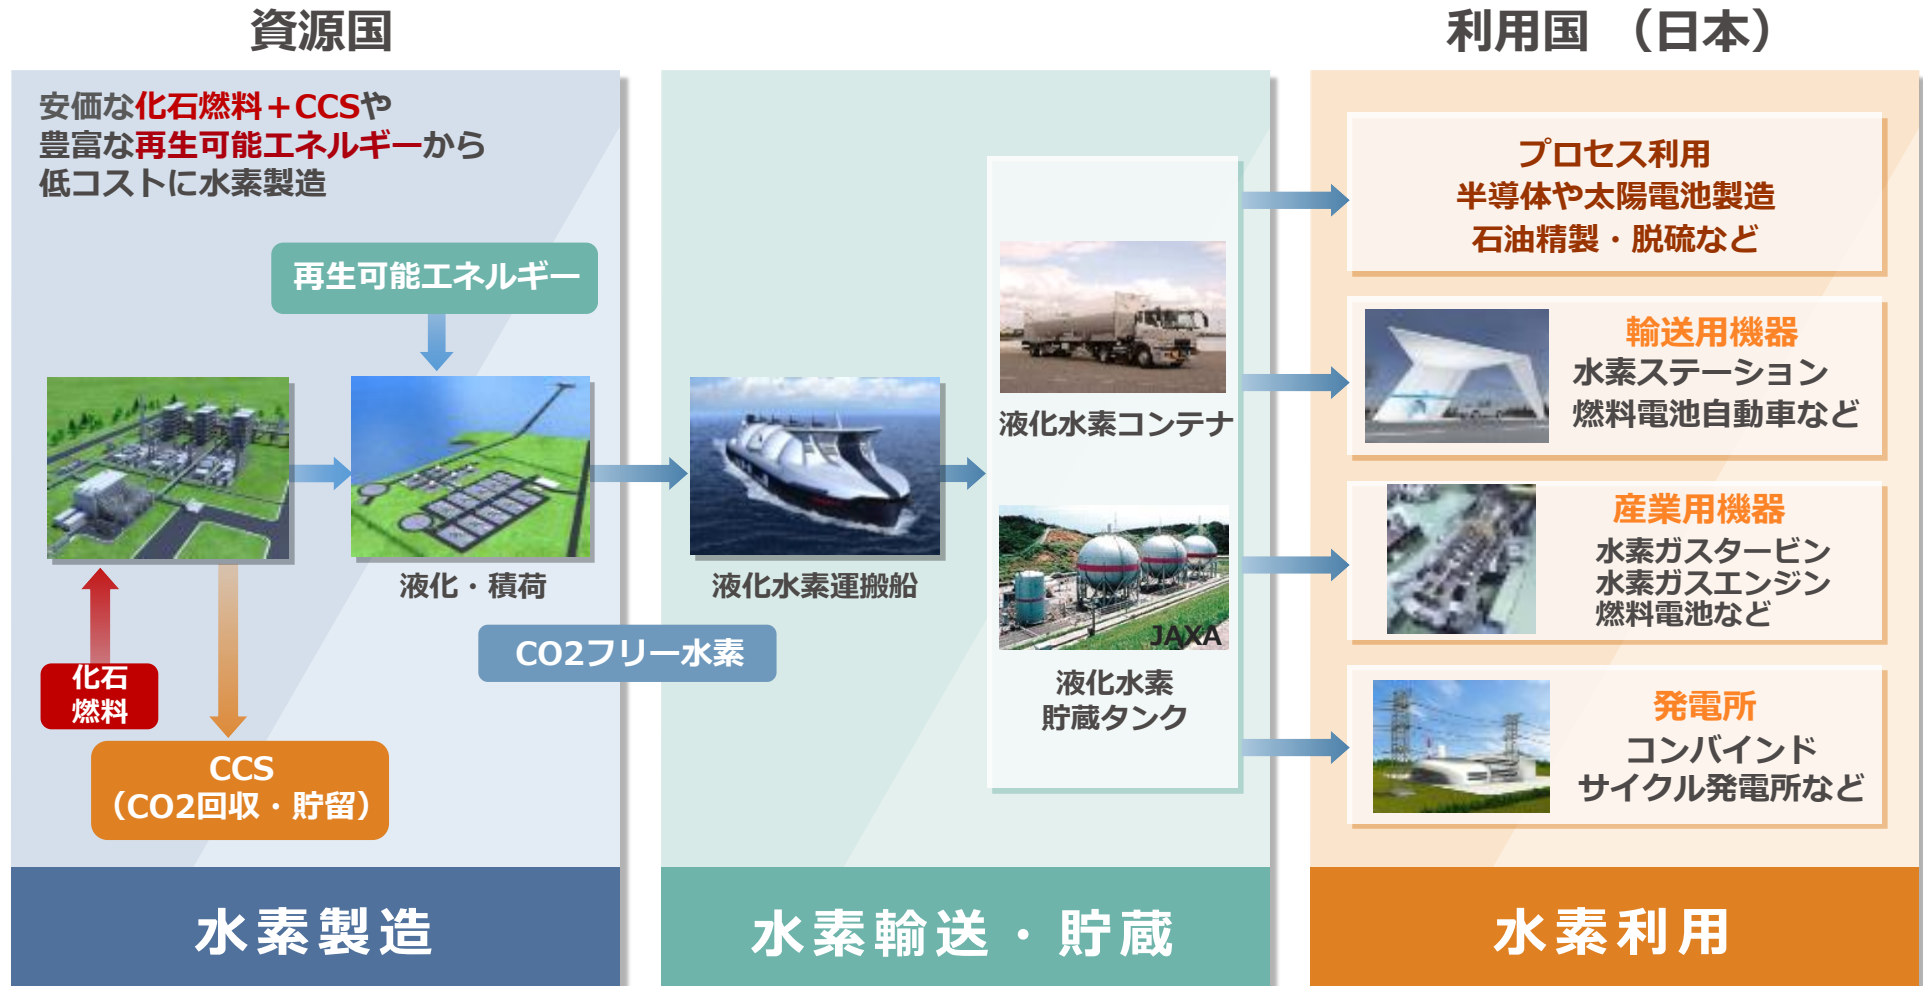 資源国
利用国 （日本）
安価な化石燃料＋CCSや
豊富な再生可能エネルギーから
低コストに水素製造
再生可能エネルギー
液化・積荷
化石
燃料
CCS
（CO2回収・貯留）
CO2フリー水素
水素製造
液化水素運搬船
液化水素コンテナ
JAXA
液化水素
貯蔵タンク
水素輸送・貯蔵
プロセス利用
半導体や太陽電池製造
石油精製・脱硫など
輸送用機器
水素ステーション
燃料電池自動車など
産業用機器
水素ガスタービン
水素ガスエンジン
燃料電池など
発電所
コンバインド
サイクル発電所など
水素利用